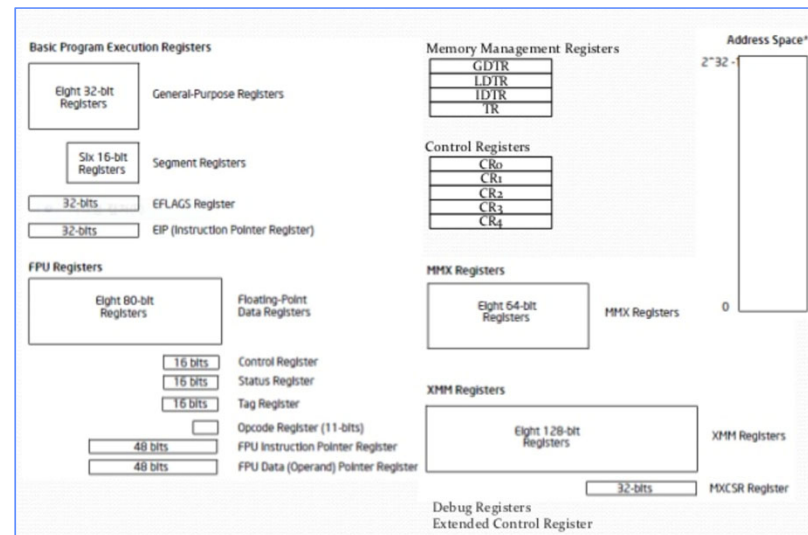 Basic Program Execution Registers
Eight 32-bit
Registers
General-Purpose Registers
Six 16-bit
Registers
Segment Registers
32-bits
EFLAGS Register
32-bits
EIP (Instruction Pointer Register)
FPU Registers
Eight 80-bit
Registers
Floating-Point
Data Registers
16 bits
Control Register
16 bits
Status Register
16 bits
Tag Register
Opcode Register (11-bits)
48 bits
FPU Instruction Pointer Register
48 bits
FPU Data (Operand) Pointer Register
Memory Management Registers
GDTR
LDTR
IDTR
TR
Control Registers
CR0
CR1
CR2
CR3
CR4
MMX Registers
Eight 64-bit
Registers
MMX Registers
XMM Registers
Eight 128-bit
Registers
XMM Registers
32-bits
MXCSR Register
Debug Registers
Extended Control Register
Address Space*
2^32 -1
0